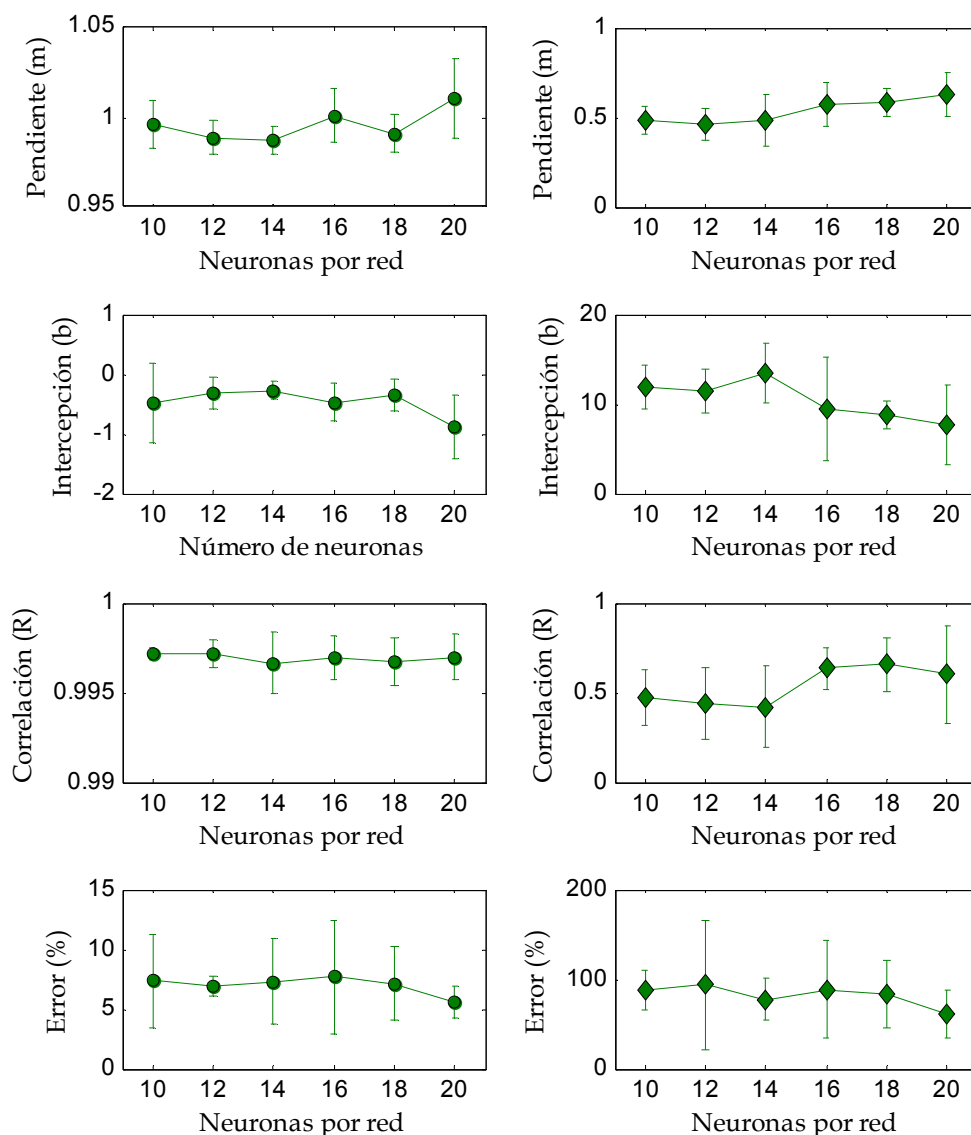 1.05
1
0.95
Pendiente (m)
10 12 14 16 18 20
Neuronas por red
1
0.5
0
Pendiente (m)
10 12 14 16 18 20
Neuronas por red
1
0
-1
-2
Intercepción (b)
10 12 14 16 18 20
Número de neuronas
20
10
0
Intercepción (b)
10 12 14 16 18 20
Neuronas por red
1
0.995
0.99
Correlación (R)
10 12 14 16 18 20
Neuronas por red
1
0.5
0
Correlación (R)
10 12 14 16 18 20
Neuronas por red
15
10
5
0
Error (%)
10 12 14 16 18 20
Neuronas por red
200
100
0
Error (%)
10 12 14 16 18 20
Neuronas por red